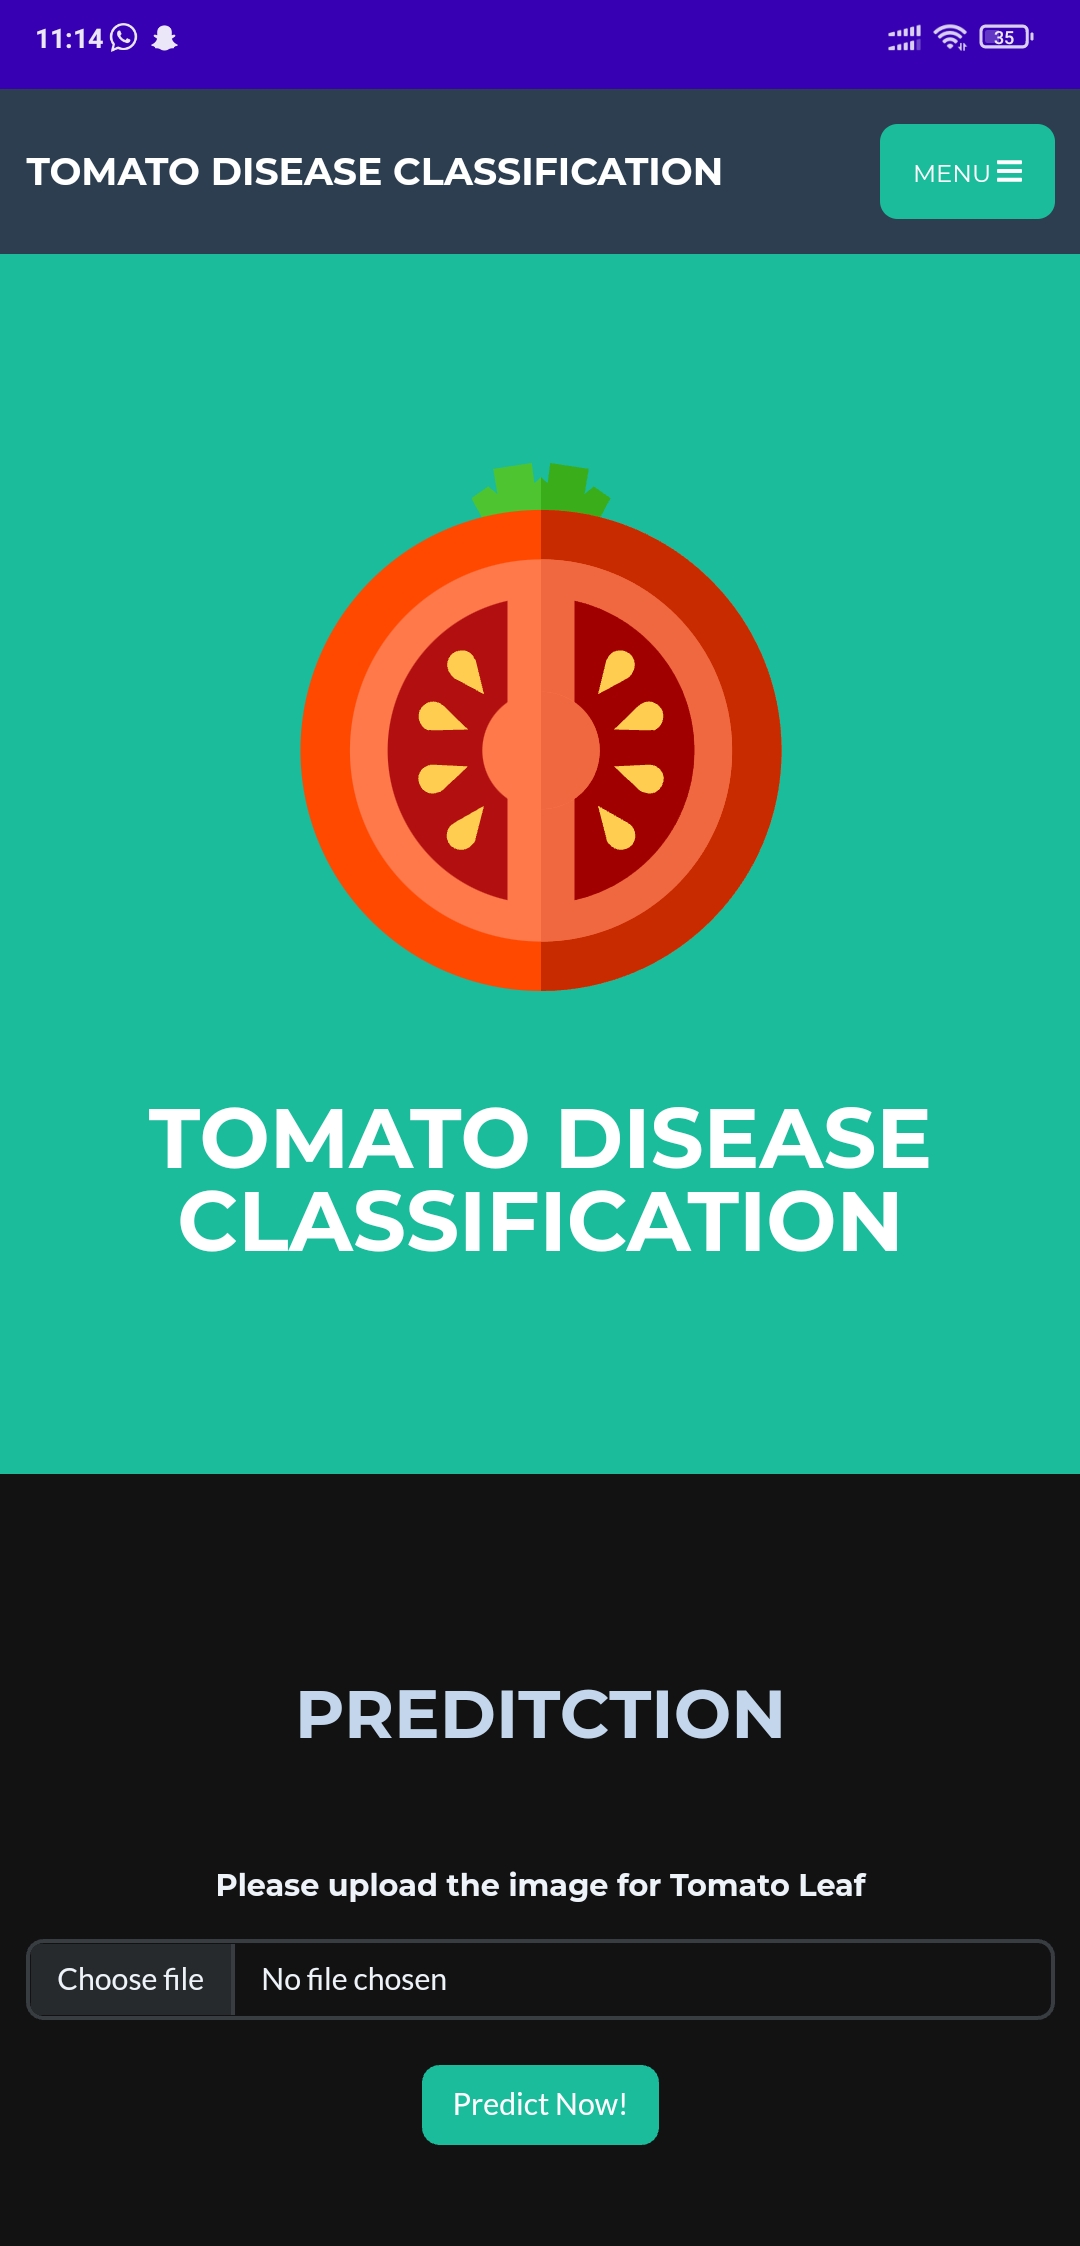 11:14
35
TOMATO DISEASE CLASSIFICATION
MENU
TOMATO DISEASE
CLASSIFICATION
PREDITCTION
Please upload the image for Tomato Leaf
Choose file
No file chosen
Predict Now!